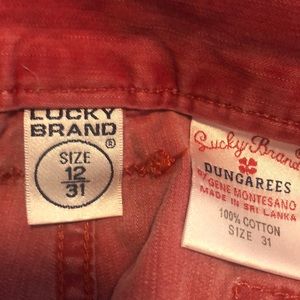 LUCKY
BRAND®
SIZE
12
31
Lucky Brand
DUNGAREES
BY GENE MONTESANO
MADE IN SRI LANKA
100% COTTON
SIZE 31